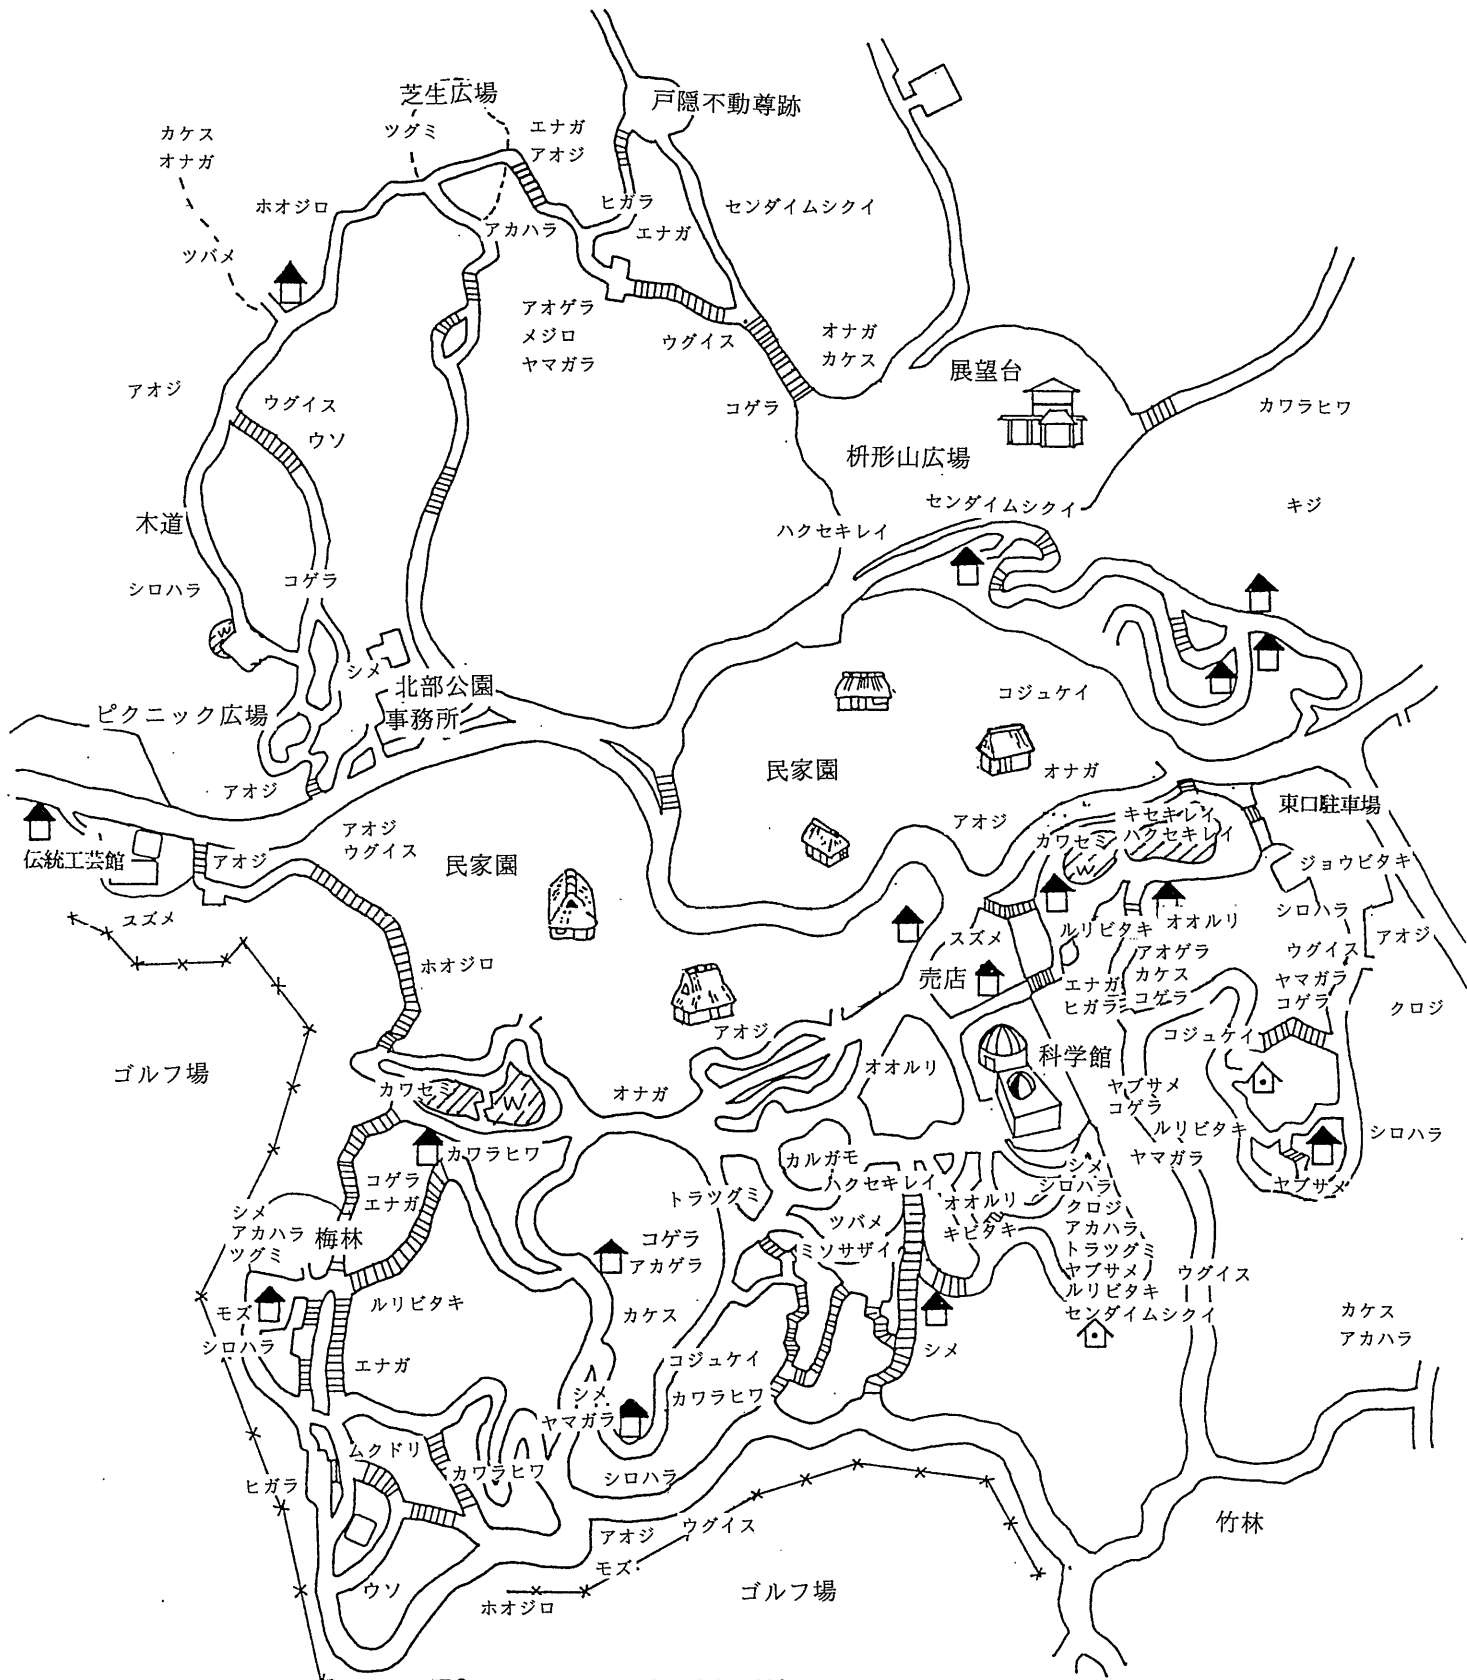 芝生広場
ツグミ
エナガ
アオジ
戸隠不動尊跡
カケス
オナガ
ホオジロ
ツバメ
アカハラ
ヒガラ
エナガ
センダイムシクイ
アオゲラ
メジロ
ヤマガラ
ウグイス
オナガ
カケス
展望台
コゲラ
カワラヒワ
アオジ
ウグイス
ウソ
枡形山広場
センダイムシクイ
キジ
木道
ハクセキレイ
シロハラ
コゲラ
W
シメ
北部公園
事務所
コジュケイ
ピクニック広場
民家園
オナガ
アオジ
アオジ
東口駐車場
キセキレイ
ハクセキレイ
カワセミ
W
アオジ
ウグイス
伝統工芸館
アオジ
民家園
ジョウビタキ
スズメ
シロハラ
アオジ
ルリビタキ
オオルリ
スズメ
ウグイス
アオゲラ
カケス
コゲラ
ホオジロ
売店
エナガ
ヒガラ
ヤマガラ
コゲラ
クロジ
アオジ
コジュケイ
科学館
オオルリ
ゴルフ場
カワセミ
W
オナガ
ヤブサメ
コゲラ
ルリビタキ
ヤマガラ
シロハラ
ヤブサメ
カワラヒワ
カルガモ
コゲラ
エナガ
トラツグミ
ハクセキレイ
オオルリ
キビタキ
シメ
シロハラ
クロジ
アカハラ
トラツグミ
ヤブサメ
ルリビタキ
センダイムシクイ
シメ
アカハラ
ツグミ
梅林
ツバメ
ミソサザイ
コゲラ
アカゲラ
ウグイス
モズ
シロハラ
ルリビタキ
カケス
カケス
アカハラ
エナガ
コジュケイ
シメ
シメ
ヤマガラ
カワラヒワ
ムクドリ
カワラヒワ
シロハラ
ヒガラ
アオジ
ウグイス
竹林
モズ
ウソ
ホオジロ
ゴルフ場